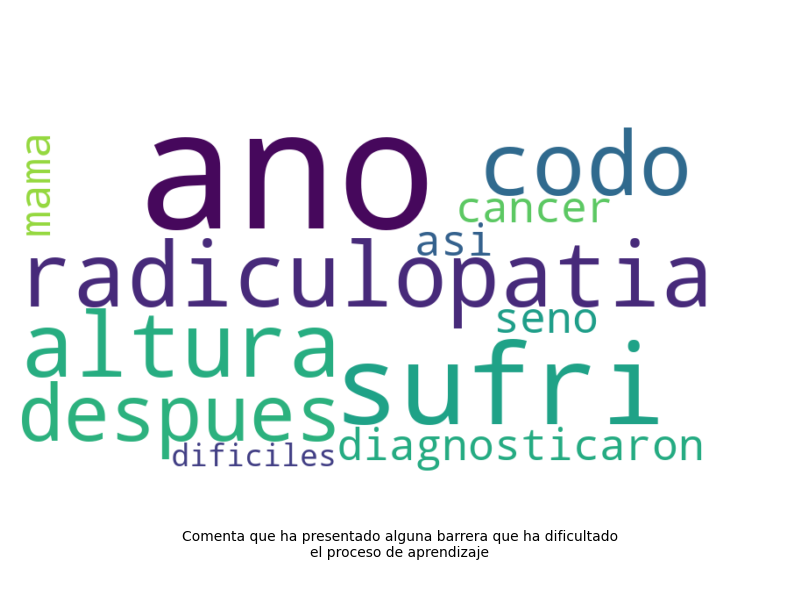 mama
ano
codo
cancer
asi
radiculopatia
seno
altura
sufri
despues
diagnosticaron
dificiles
Comenta que ha presentado alguna barrera que ha dificultado
el proceso de aprendizaje